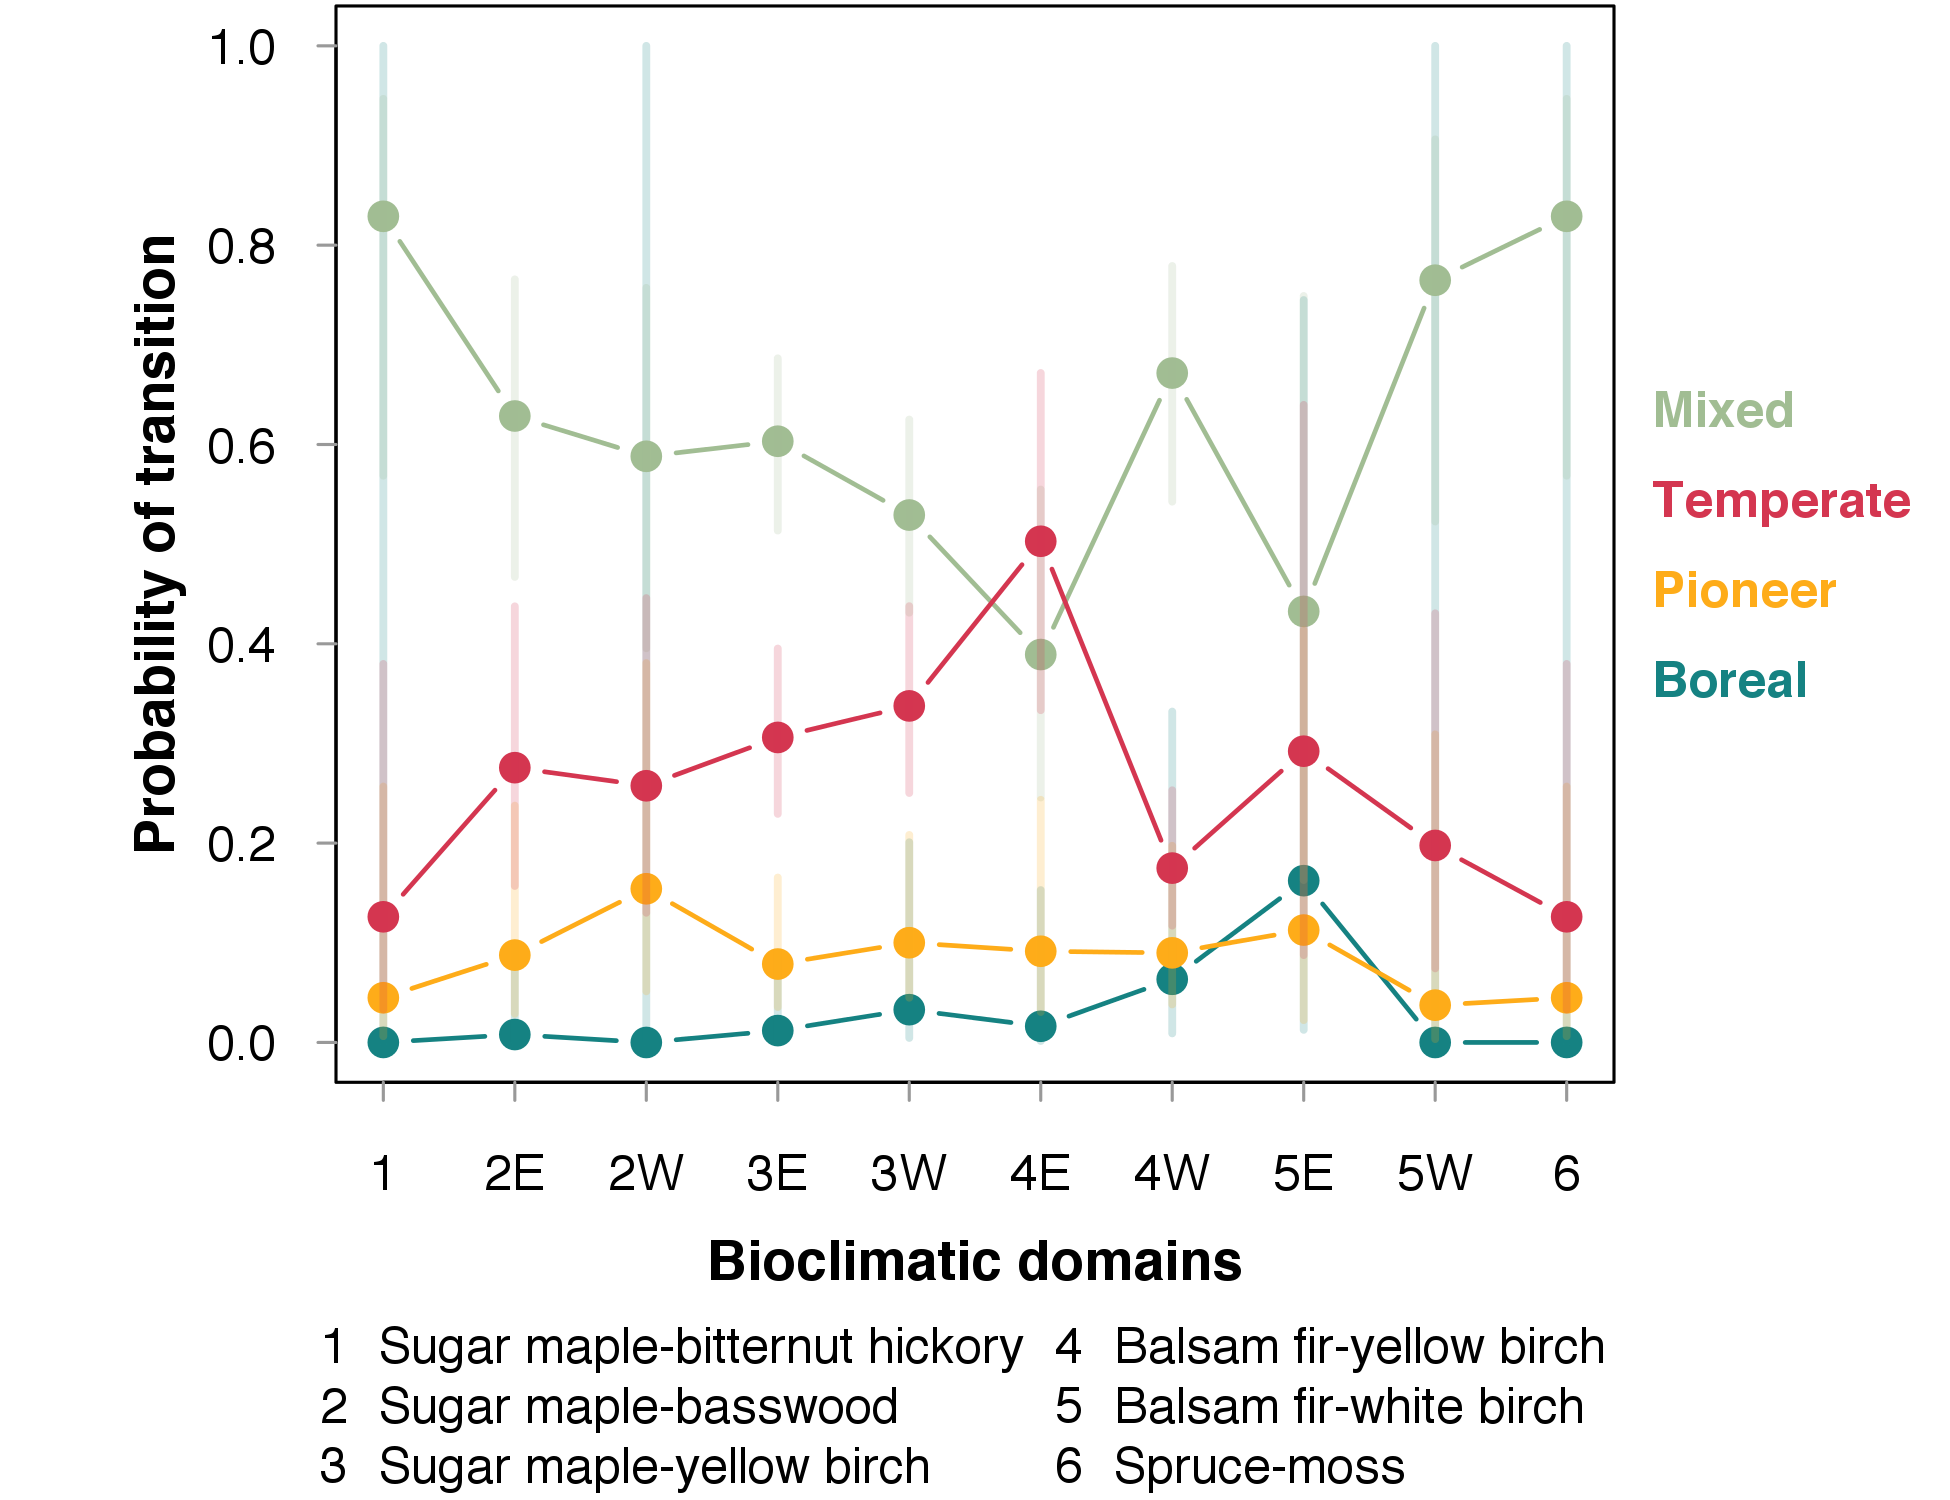 Probability of transition
1.0
0.8
0.6
0.4
0.2
0.0
Mixed
Temperate
Pioneer
Boreal
1 2E 2W 3E 3W 4E 4W 5E 5W 6
Bioclimatic domains
1 Sugar maple-bitternut hickory
2 Sugar maple-basswood
3 Sugar maple-yellow birch
4 Balsam fir-yellow birch
5 Balsam fir-white birch
6 Spruce-moss